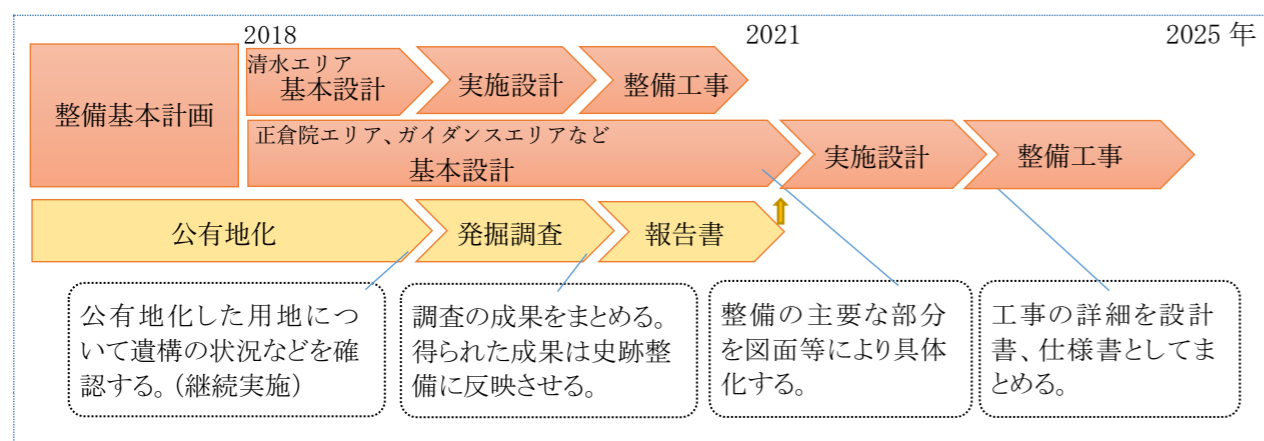 2018
2021
2025 年
整備基本計画
清水エリア
基本設計
実施設計
整備工事
正倉院エリア、ガイダンスエリアなど
基本設計
実施設計
整備工事
公有地化
発掘調査
報告書
公有地化した用地につ
いて遺構の状況などを確
認する。（継続実施）
調査の成果をまとめる。
得られた成果は史跡整
備に反映させる。
整備の主要な部分
を図面等により具体
化する。
工事の詳細を設計
書、仕様書としてま
とめる。